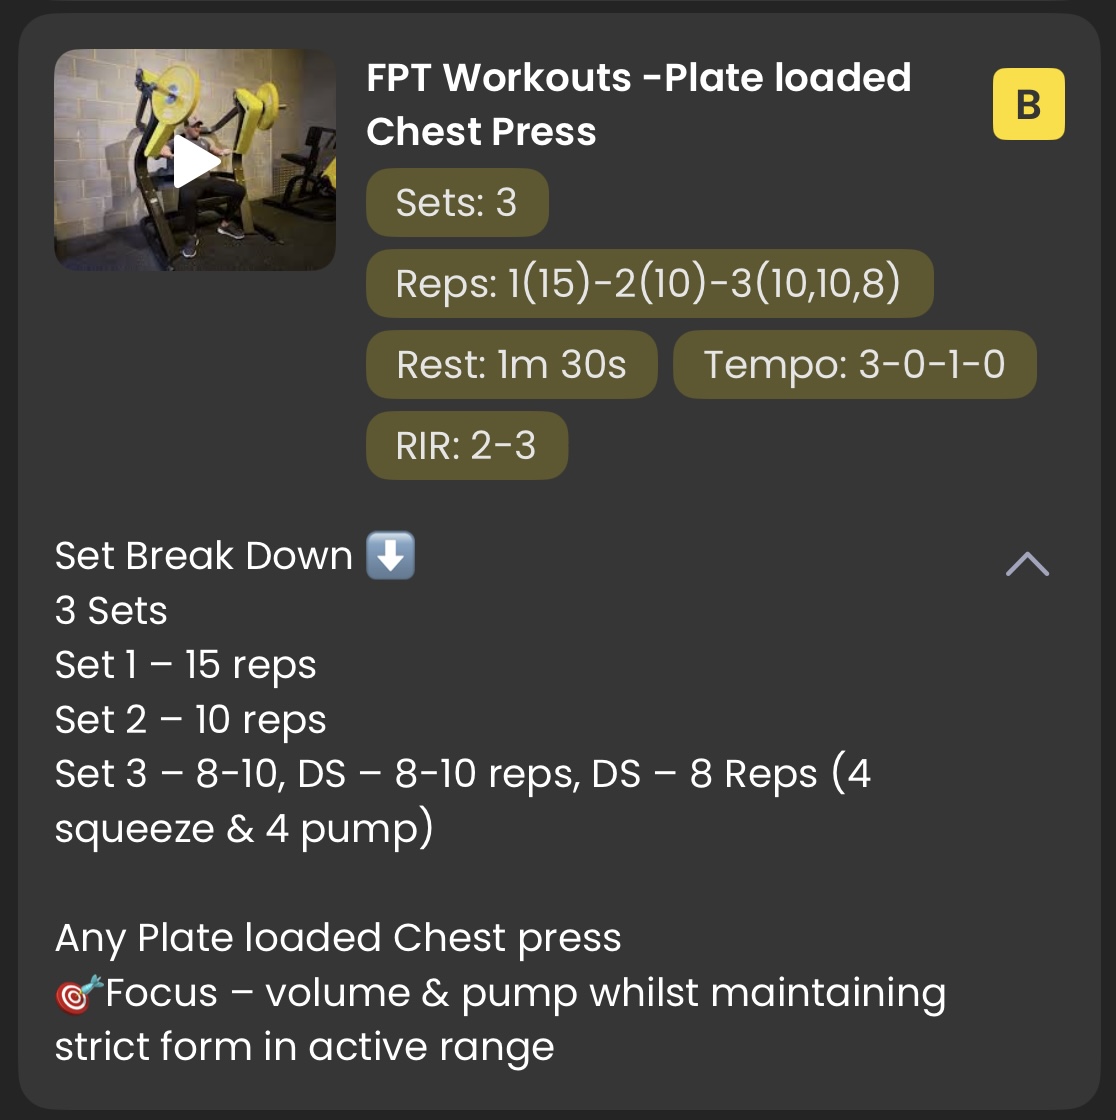 FPT Workouts -Plate loaded
Chest Press
B
Sets: 3
Reps: 1(15)-2(10)-3(10,10,8)
Rest: 1m 30s
Tempo: 3-0-1-0
RIR: 2-3
Set Break Down ⬇️
3 Sets
Set 1 – 15 reps
Set 2 – 10 reps
Set 3 – 8-10, DS – 8-10 reps, DS – 8 Reps (4
squeeze & 4 pump)
Any Plate loaded Chest press
🎯Focus – volume & pump whilst maintaining
strict form in active range